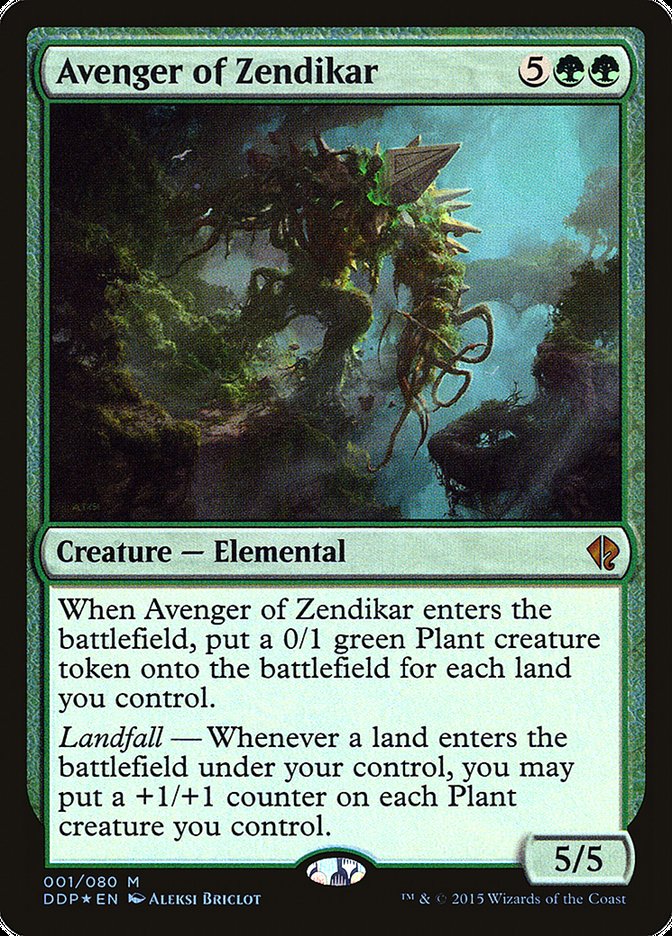 Avenger of Zendikar 5
Creature — Elemental
When Avenger of Zendikar enters the
battlefield, put a 0/1 green Plant creature
token onto the battlefield for each land
you control.
Landfall — Whenever a land enters the
battlefield under your control, you may
put a +1/+1 counter on each Plant
creature you control.
5/5
001/080 M
DDP★EN Aleksi Briclot
™ & © 2015 Wizards of the Coast